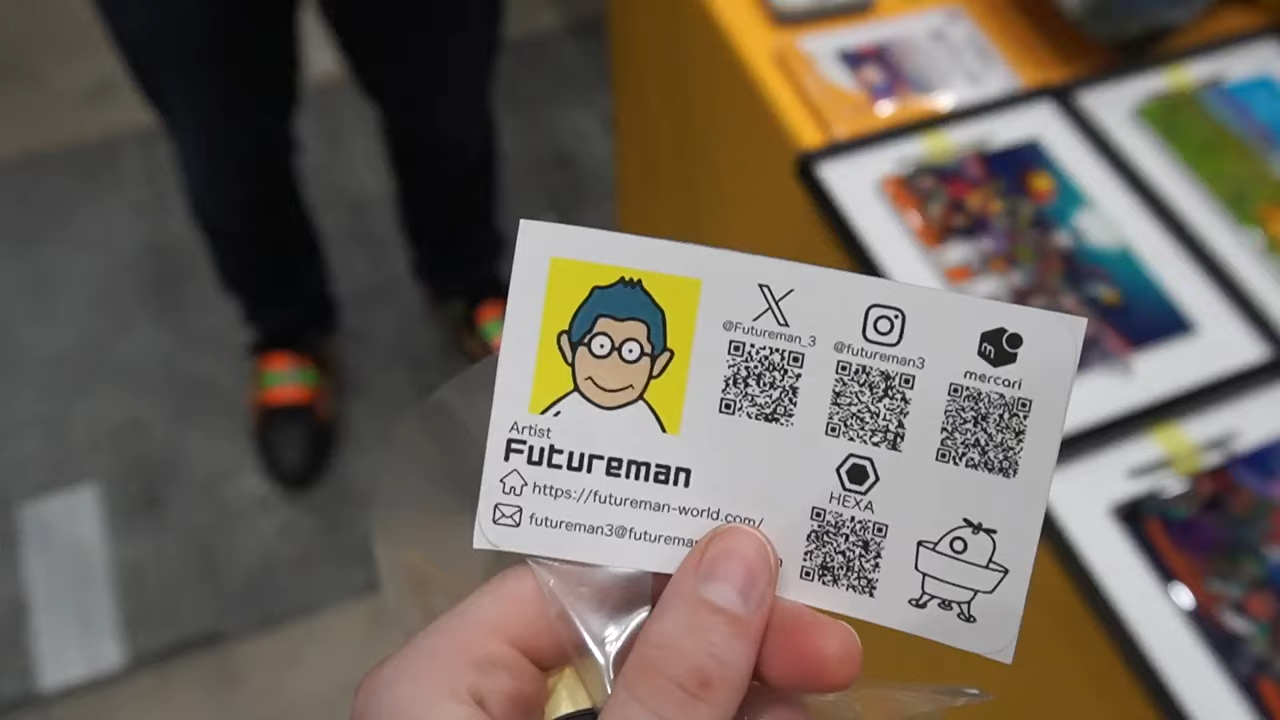 @Futureman_3
@futureman3
mercari
Artist
Futureman
https://futureman-world.com/
futureman3@futurema
HEXA